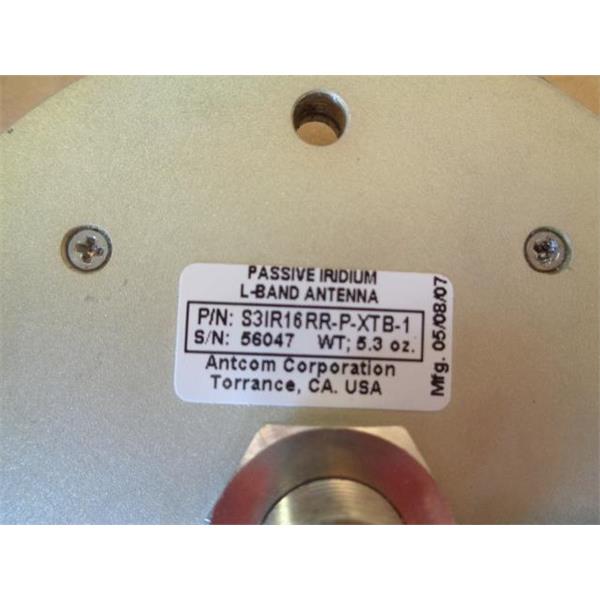 PASSIVE IRIDIUM
L-BAND ANTENNA
P/N: S3IR16RR-P-XTB-1
S/N: 56047 WT; 5.3 oz.
Antcom Corporation
Torrance, CA. USA
Mfg. 05/08/07